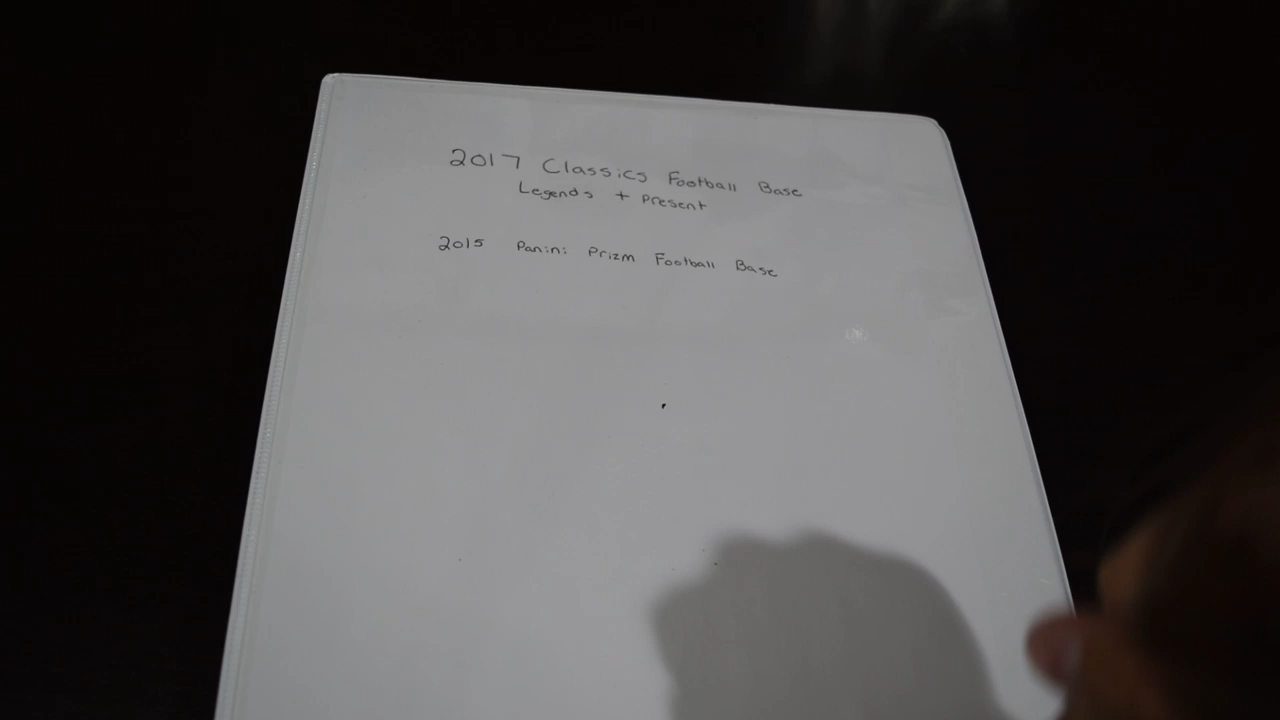 2017 Classics Football Base
Legends + Present
2015 Panini Prizm Football Base